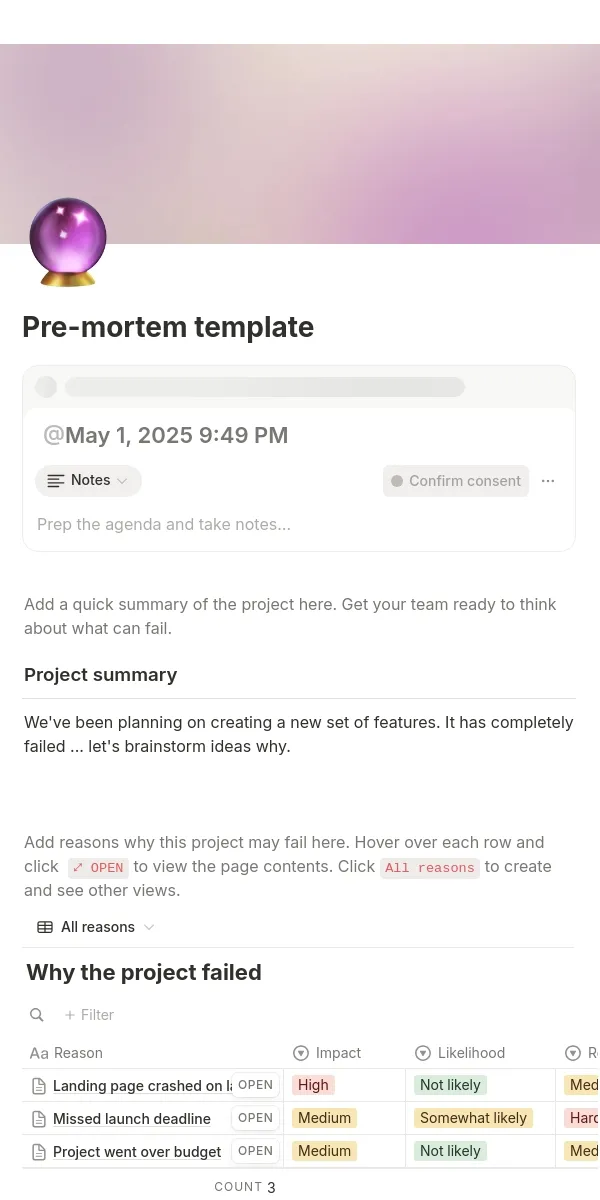 Pre-mortem template
@May 1, 2025 9:49 PM
Notes
Confirm consent
Prep the agenda and take notes...
Add a quick summary of the project here. Get your team ready to think
about what can fail.
Project summary
We've been planning on creating a new set of features. It has completely
failed ... let's brainstorm ideas why.
Add reasons why this project may fail here. Hover over each row and
click ⤢ OPEN to view the page contents. Click All reasons to create
and see other views.
All reasons
Why the project failed
+ Filter
Aa Reason Impact Likelihood
Landing page crashed on OPEN High Not likely
Missed launch deadline OPEN Medium Somewhat likely
Project went over budget OPEN Medium Not likely
COUNT 3